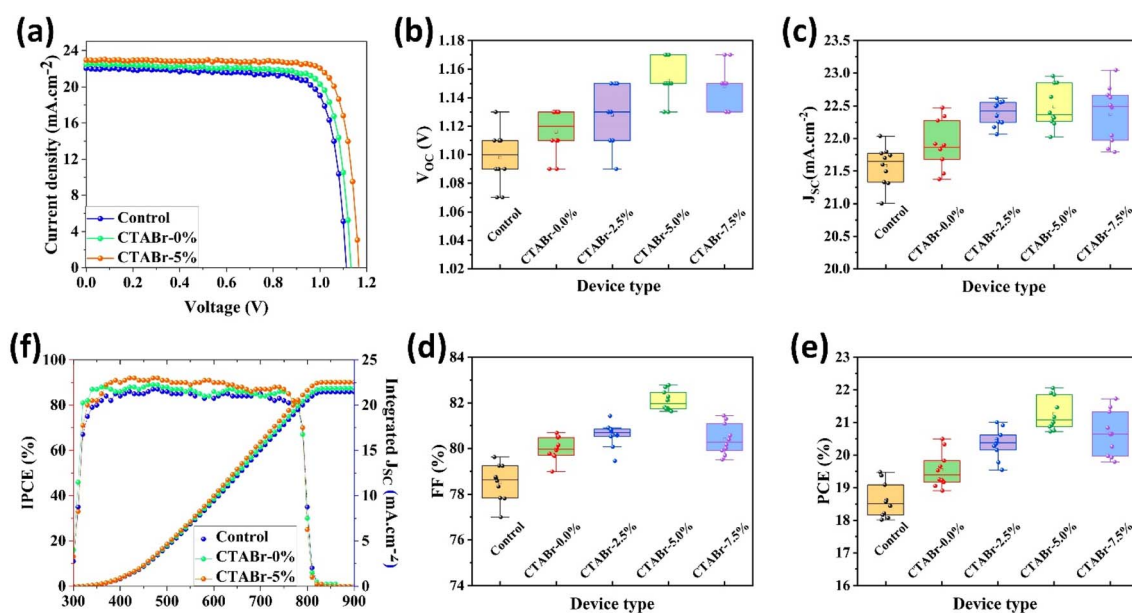 (a)
24
20
16
12
8
4
0
Current density (mA.cm⁻²)
Control
CTABr-0%
CTABr-5%
0.0 0.2 0.4 0.6 0.8 1.0 1.2
Voltage (V)
(b)
1.18
1.16
1.14
1.12
1.10
1.08
1.06
1.04
1.02
V_OC (V)
Control
CTABr-0.0%
CTABr-2.5%
CTABr-5.0%
CTABr-7.5%
Device type
(c)
23.5
23.0
22.5
22.0
21.5
21.0
20.5
20.0
J_SC(mA.cm⁻²)
Control
CTABr-0.0%
CTABr-2.5%
CTABr-5.0%
CTABr-7.5%
Device type
(f)
100
80
60
40
20
0
IPCE (%)
25
22
20
17
15
12
10
7
5
2
0
Integrated J_SC (mA.cm⁻²)
Control
CTABr-0%
CTABr-5%
300 400 500 600 700 800 900
(d)
84
82
80
78
76
74
FF (%)
Control
CTABr-0.0%
CTABr-2.5%
CTABr-5.0%
CTABr-7.5%
Device type
(e)
22
21
20
19
18
17
16
PCE (%)
Control
CTABr-0.0%
CTABr-2.5%
CTABr-5.0%
CTABr-7.5%
Device type